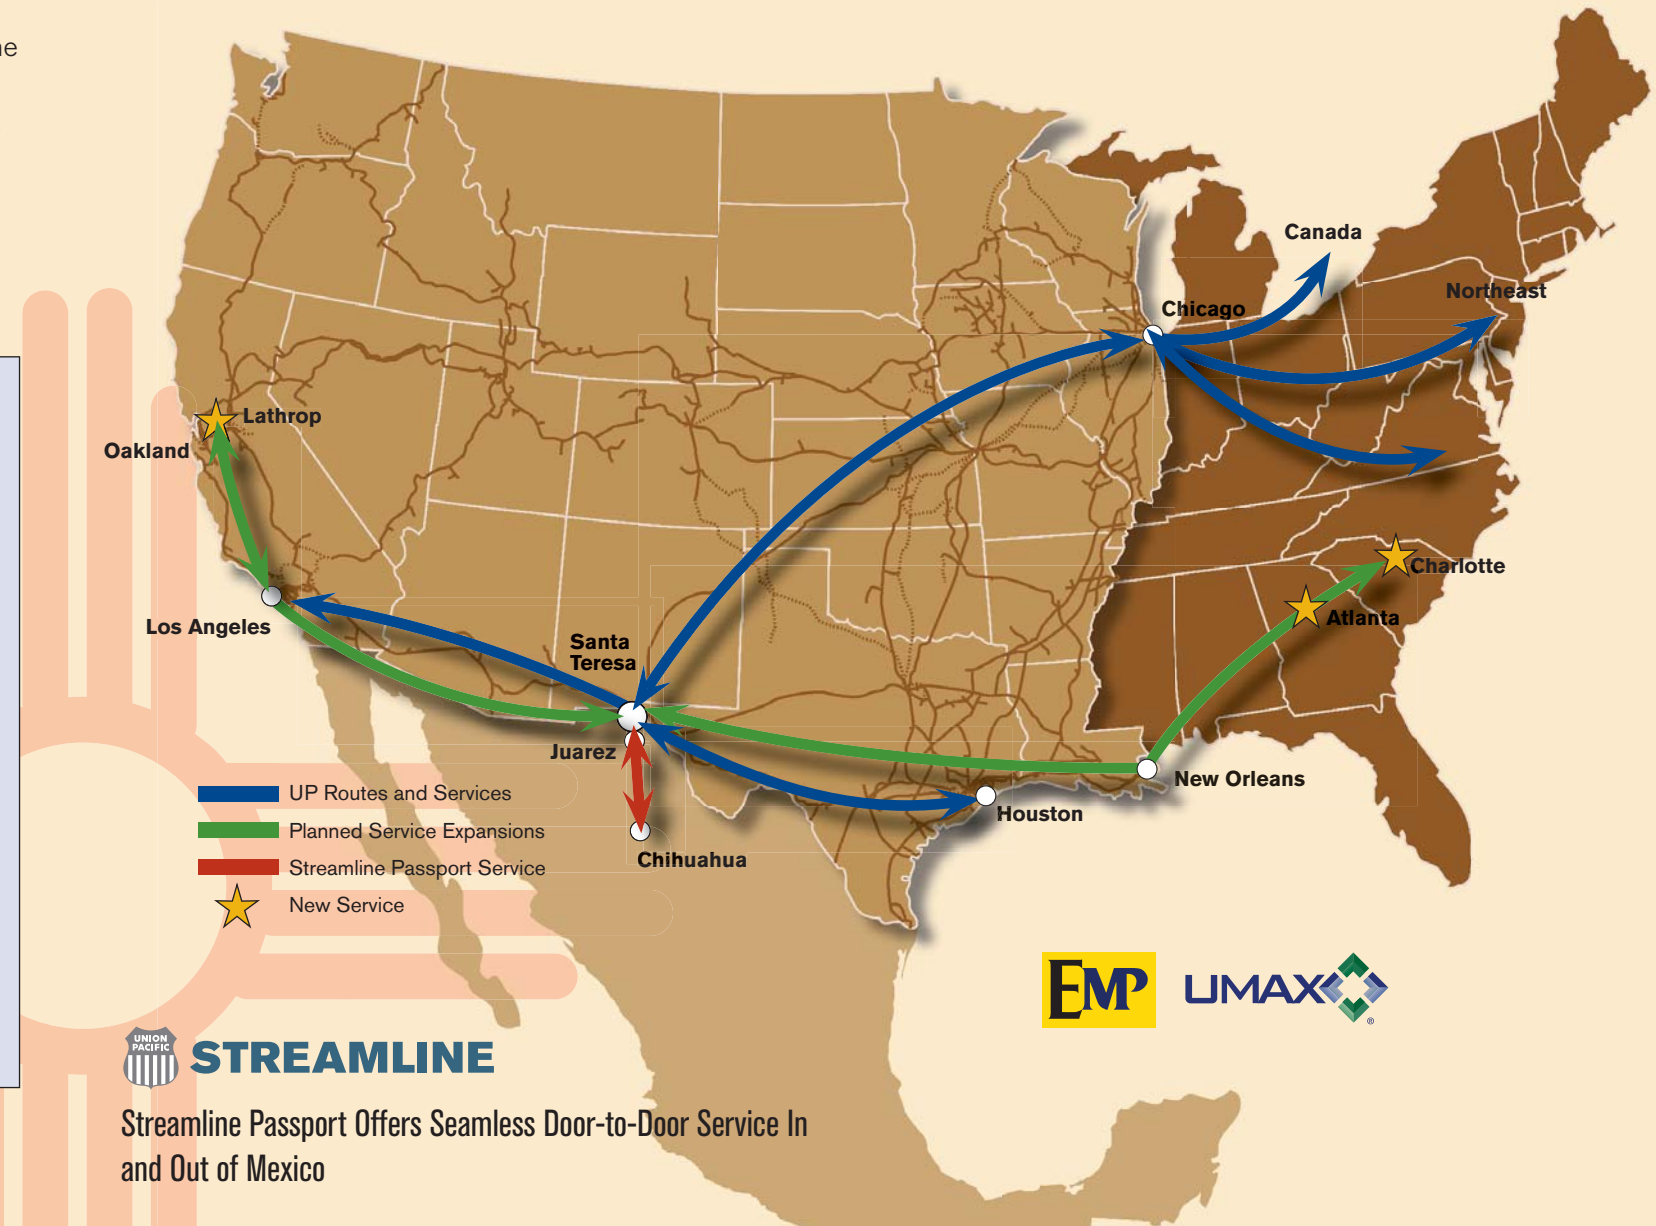 Canada
Northeast
Chicago
Lathrop
Oakland
Charlotte
Atlanta
Los Angeles
Santa
Teresa
Juarez
New Orleans
Houston
Chihuahua
UP Routes and Services
Planned Service Expansions
Streamline Passport Service
New Service
EMP
UMAX
®
UNION
PACIFIC
STREAMLINE
Streamline Passport Offers Seamless Door-to-Door Service In
and Out of Mexico